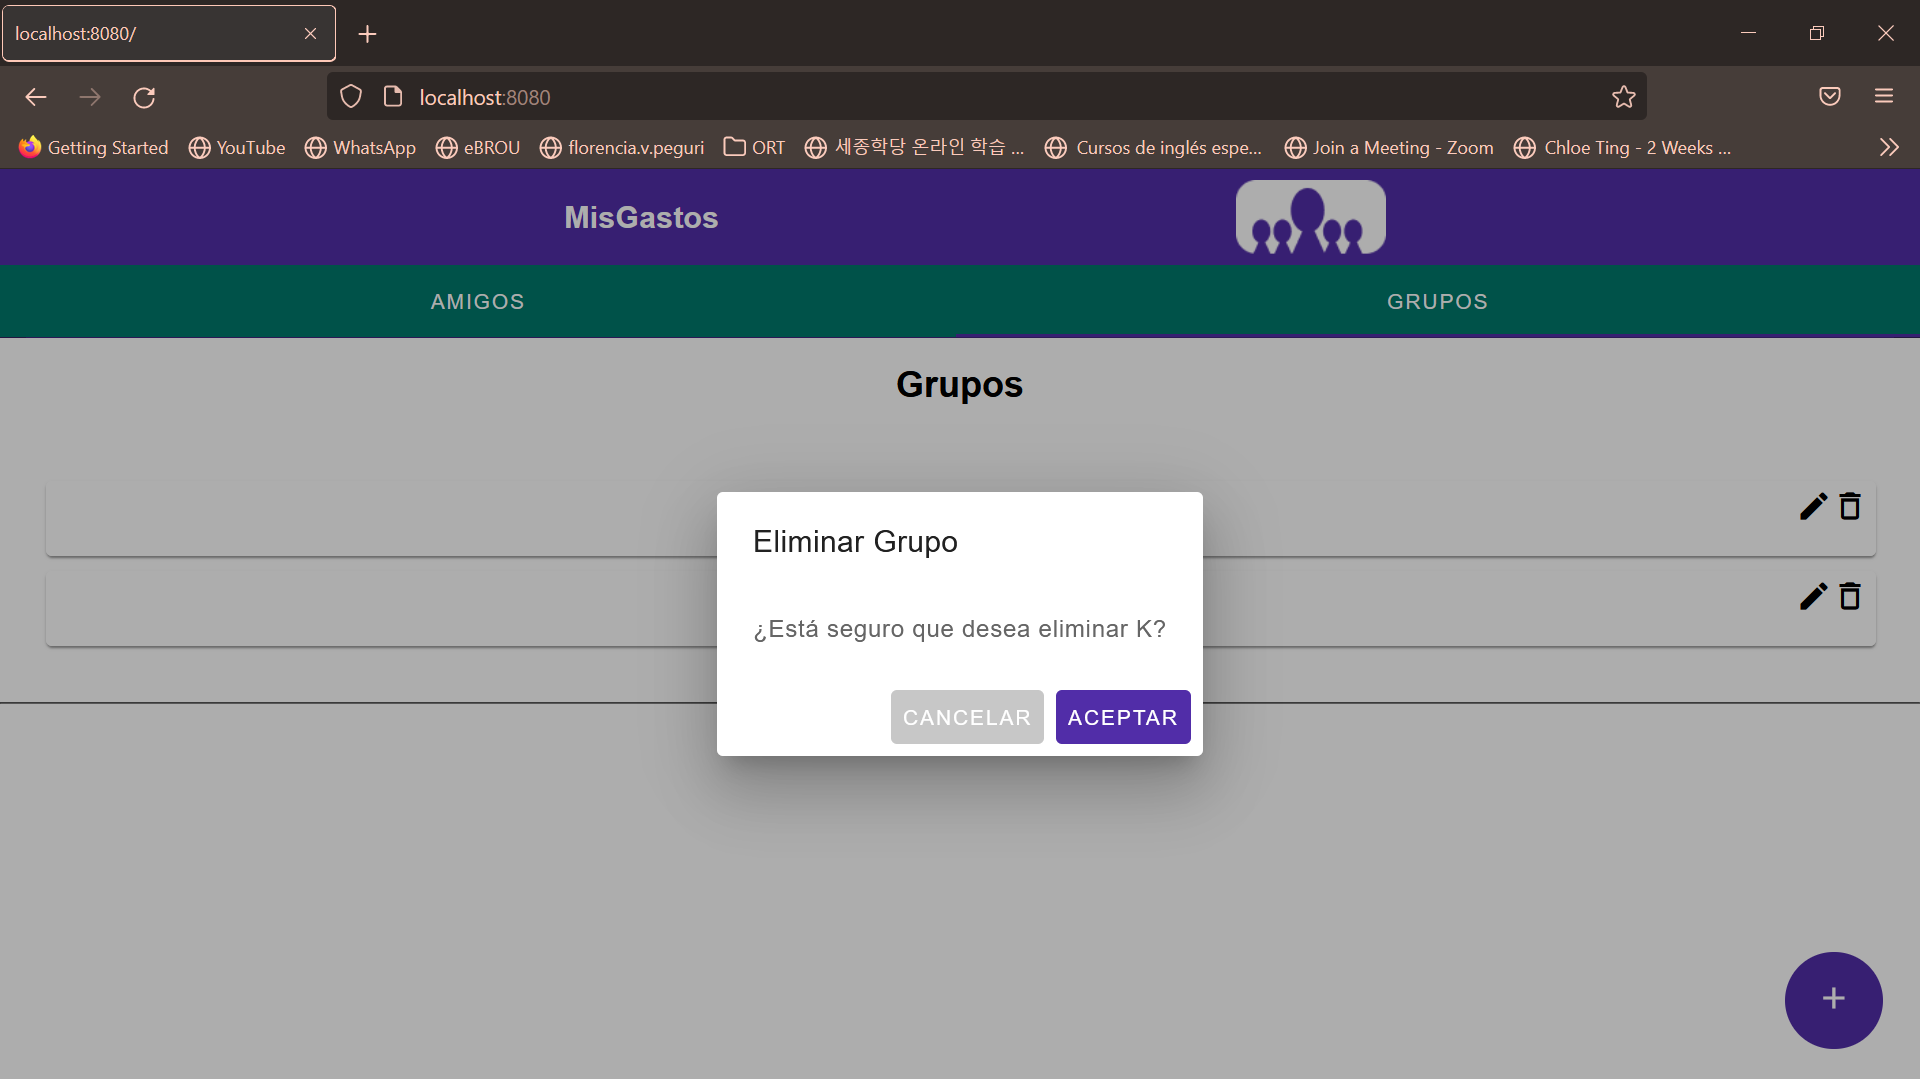 localhost:8080/
localhost:8080
Getting Started YouTube WhatsApp eBROU florencia.v.peguri ORT 세종학당 온라인 학습 ... Cursos de inglés espe... Join a Meeting - Zoom Chloe Ting - 2 Weeks ...
MisGastos
AMIGOS GRUPOS
Grupos
Eliminar Grupo
¿Está seguro que desea eliminar K?
CANCELAR ACEPTAR